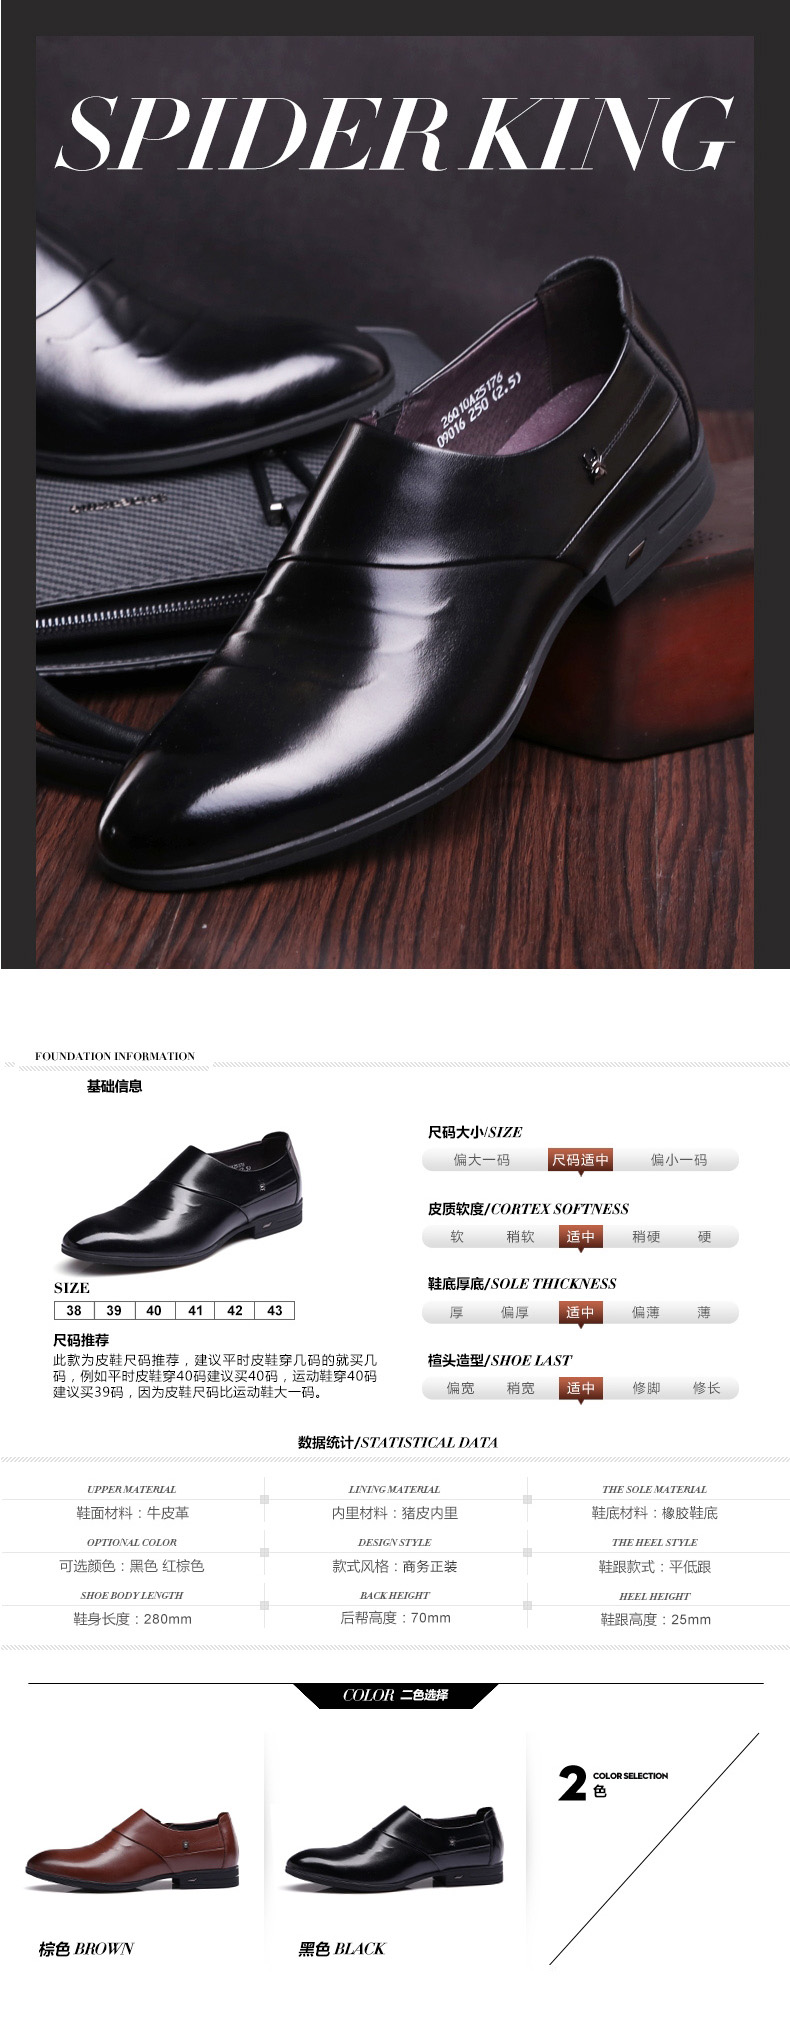 SPIDER KING
26Q10A25176
D9016 250 (2.5)
FOUNDATION INFORMATION
基础信息
尺码大小/SIZE
偏大一码 尺码适中 偏小一码
皮质软度/CORTEX SOFTNESS
软 稍软 适中 稍硬 硬
鞋底厚底/SOLE THICKNESS
厚 偏厚 适中 偏薄 薄
楦头造型/SHOE LAST
偏宽 稍宽 适中 修脚 修长
SIZE
38 39 40 41 42 43
尺码推荐
此款为皮鞋尺码推荐，建议平时皮鞋穿几码的就买几
码，例如平时皮鞋穿40码建议买40码，运动鞋穿40码
建议买39码，因为皮鞋尺码比运动鞋大一码。
数据统计/STATISTICAL DATA
UPPER MATERIAL LINING MATERIAL THE SOLE MATERIAL
鞋面材料：牛皮革 内里材料：猪皮内里 鞋底材料：橡胶鞋底
OPTIONAL COLOR DESIGN STYLE THE HEEL STYLE
可选颜色：黑色 红棕色 款式风格：商务正装 鞋跟款式：平低跟
SHOE BODY LENGTH BACK HEIGHT HEEL HEIGHT
鞋身长度：280mm 后帮高度：70mm 鞋跟高度：25mm
COLOR 二色选择
2 COLOR SELECTION
色
棕色 BROWN 黑色 BLACK